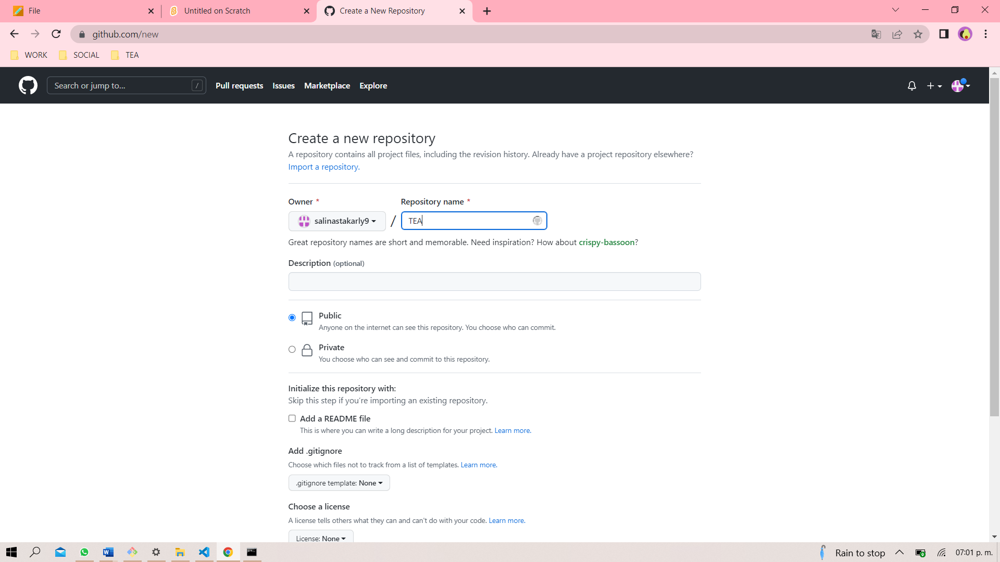 File
Untitled on Scratch
Create a New Repository
github.com/new
WORK
SOCIAL
TEA
Search or jump to...
/
Pull requests
Issues
Marketplace
Explore
Create a new repository
A repository contains all project files, including the revision history. Already have a project repository elsewhere?
Import a repository.
Owner *
Repository name *
salinastakarly9
/
TEA
Great repository names are short and memorable. Need inspiration? How about crispy-bassoon?
Description (optional)
Public
Anyone on the internet can see this repository. You choose who can commit.
Private
You choose who can see and commit to this repository.
Initialize this repository with:
Skip this step if you’re importing an existing repository.
Add a README file
This is where you can write a long description for your project. Learn more.
Add .gitignore
Choose which files not to track from a list of templates. Learn more.
.gitignore template: None
Choose a license
A license tells others what they can and can't do with your code. Learn more.
License: None
Rain to stop
07:01 p. m.